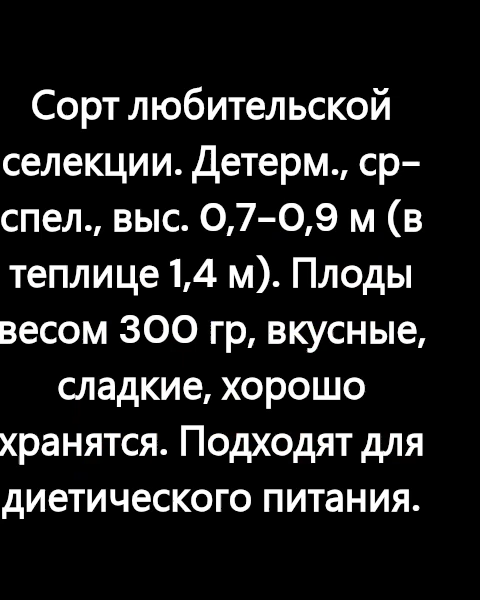 Сорт любительской
селекции. Детерм., ср-
спел., выс. 0,7-0,9 м (в
теплице 1,4 м). Плоды
весом 300 гр, вкусные,
сладкие, хорошо
хранятся. Подходят для
диетического питания.